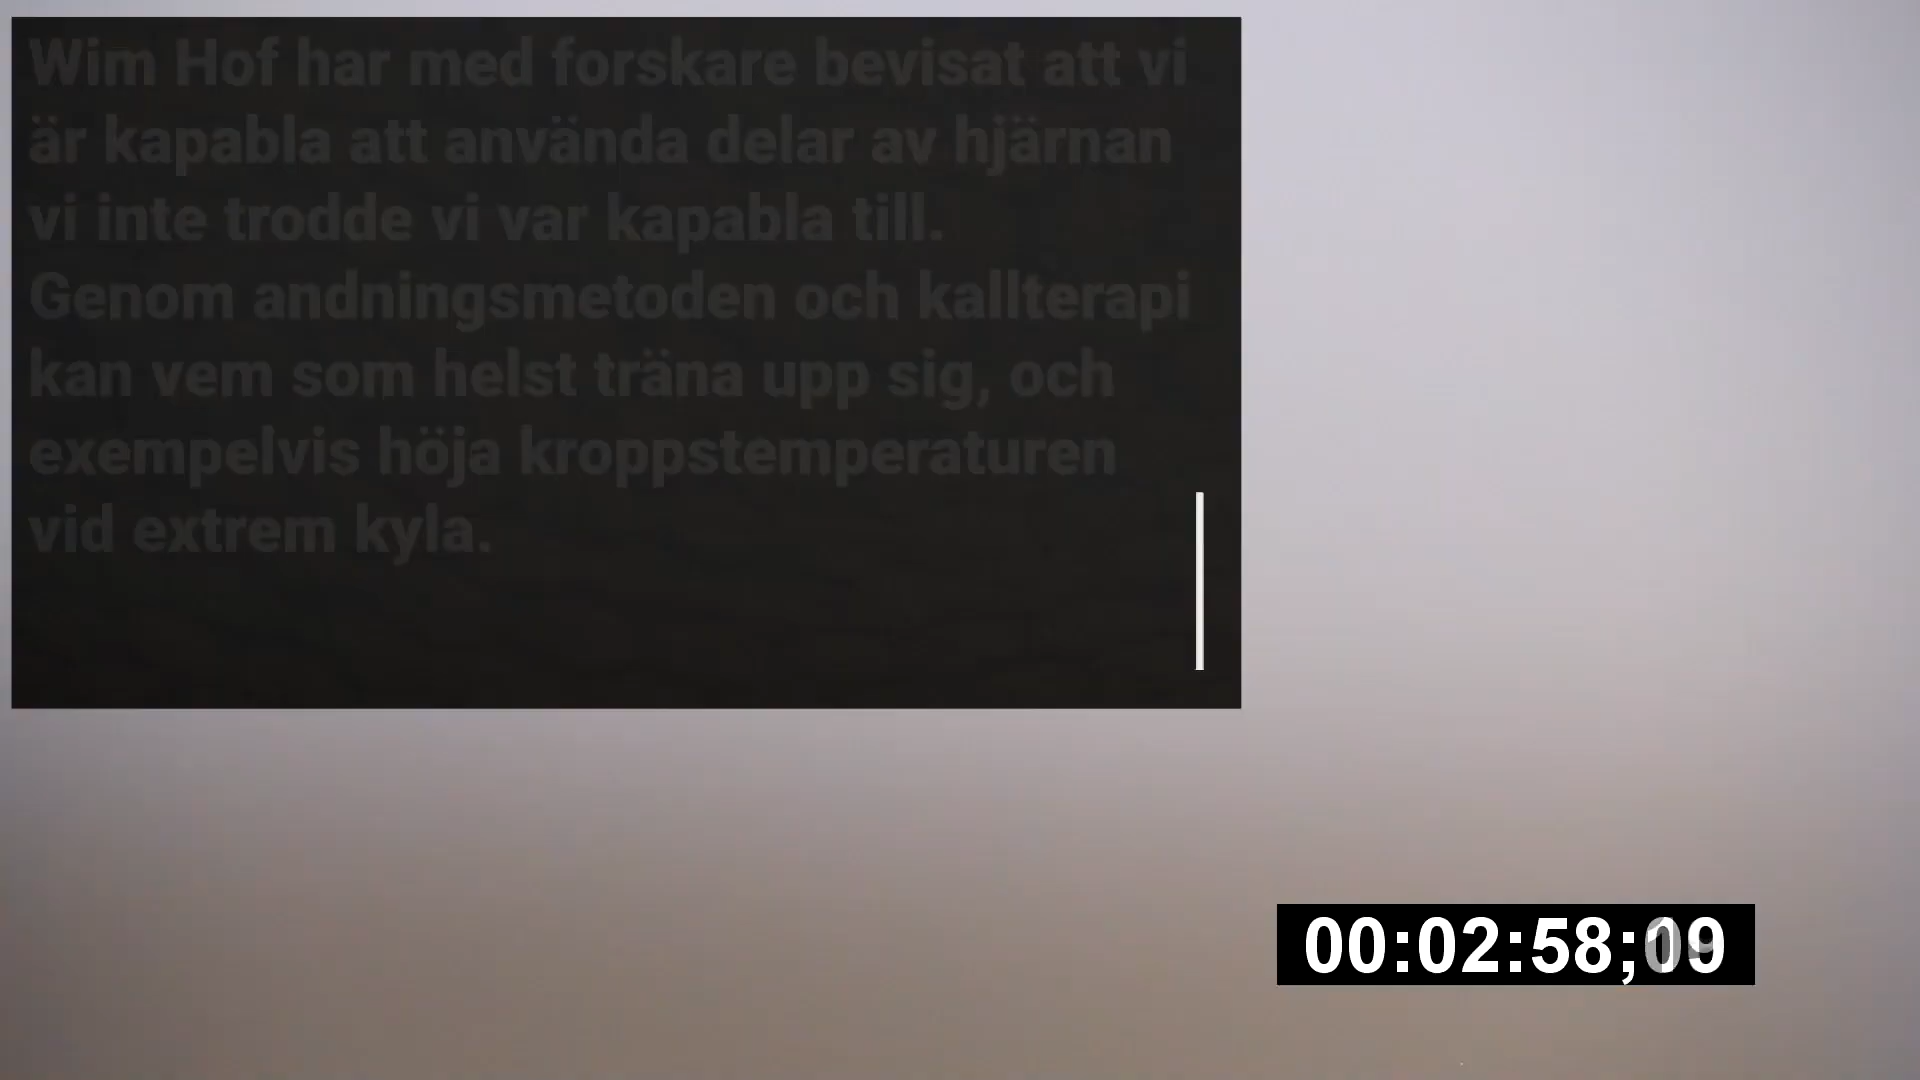 Wim Hof har med forskare bevisat att vi
är kapabla att använda delar av hjärnan
vi inte trodde vi var kapabla till.
Genom andningsmetoden och kallterapi
kan vem som helst träna upp sig, och
exempelvis höja kroppstemperaturen
vid extrem kyla.
00:02:58;19